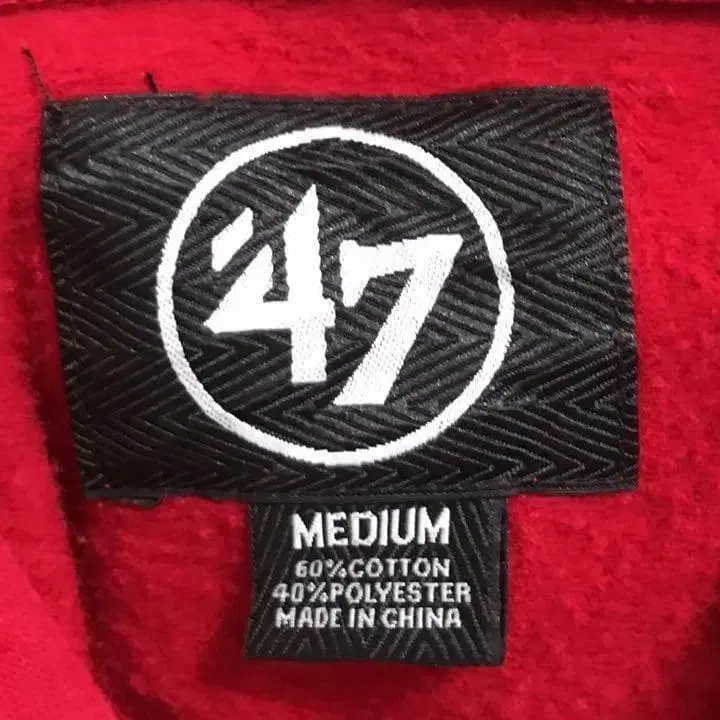 '47
MEDIUM
60%COTTON
40%POLYESTER
MADE IN CHINA